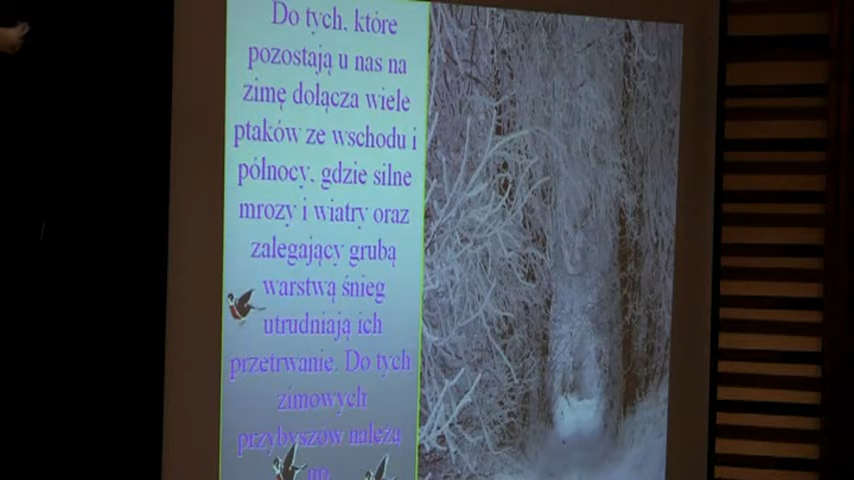 Do tych, które
pozostają u nas na
zimę dołącza wiele
ptaków ze wschodu i
północy, gdzie silne
mrozy i wiatry oraz
zalegający grubą
warstwą śnieg
utrudniają ich
przetrwanie. Do tych
zimowych
przybyszów należą
np.